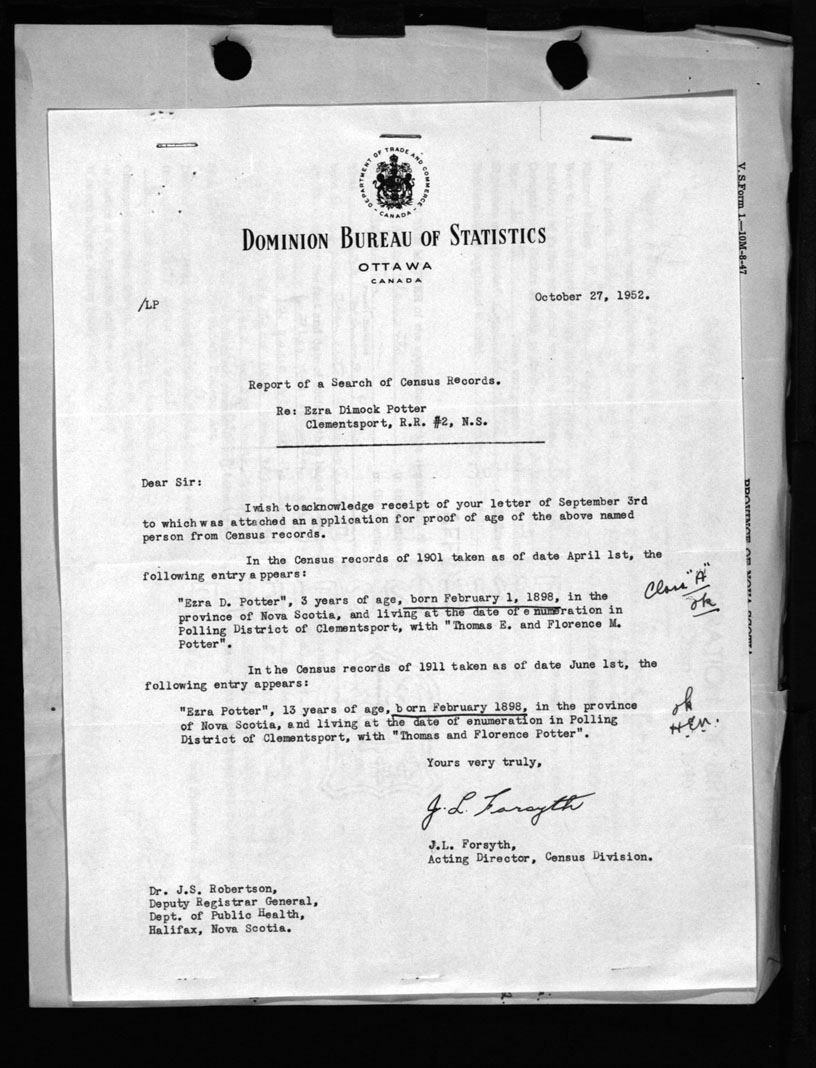 DEPARTMENT OF TRADE AND COMMERCE
CANADA
DOMINION BUREAU OF STATISTICS
OTTAWA
CANADA
V. S. Form 1.—10M-8-47
/LP
October 27, 1952.
Report of a Search of Census Records.
Re: Ezra Dimock Potter
Clementsport, R.R. #2, N.S.
Dear Sir:
I wish to acknowledge receipt of your letter of September 3rd
to which was attached an application for proof of age of the above named
person from Census records.
In the Census records of 1901 taken as of date April 1st, the
following entry appears:
"Ezra D. Potter", 3 years of age, born February 1, 1898, in the
province of Nova Scotia, and living at the date of enumeration in
Polling District of Clementsport, with "Thomas E. and Florence M.
Potter".
Class "A"
ok
In the Census records of 1911 taken as of date June 1st, the
following entry appears:
"Ezra Potter", 13 years of age, born February 1898, in the province
of Nova Scotia, and living at the date of enumeration in Polling
District of Clementsport, with "Thomas and Florence Potter".
ok
Yours very truly,
J. L. Forsyth
J.L. Forsyth,
Acting Director, Census Division.
Dr. J.S. Robertson,
Deputy Registrar General,
Dept. of Public Health,
Halifax, Nova Scotia.